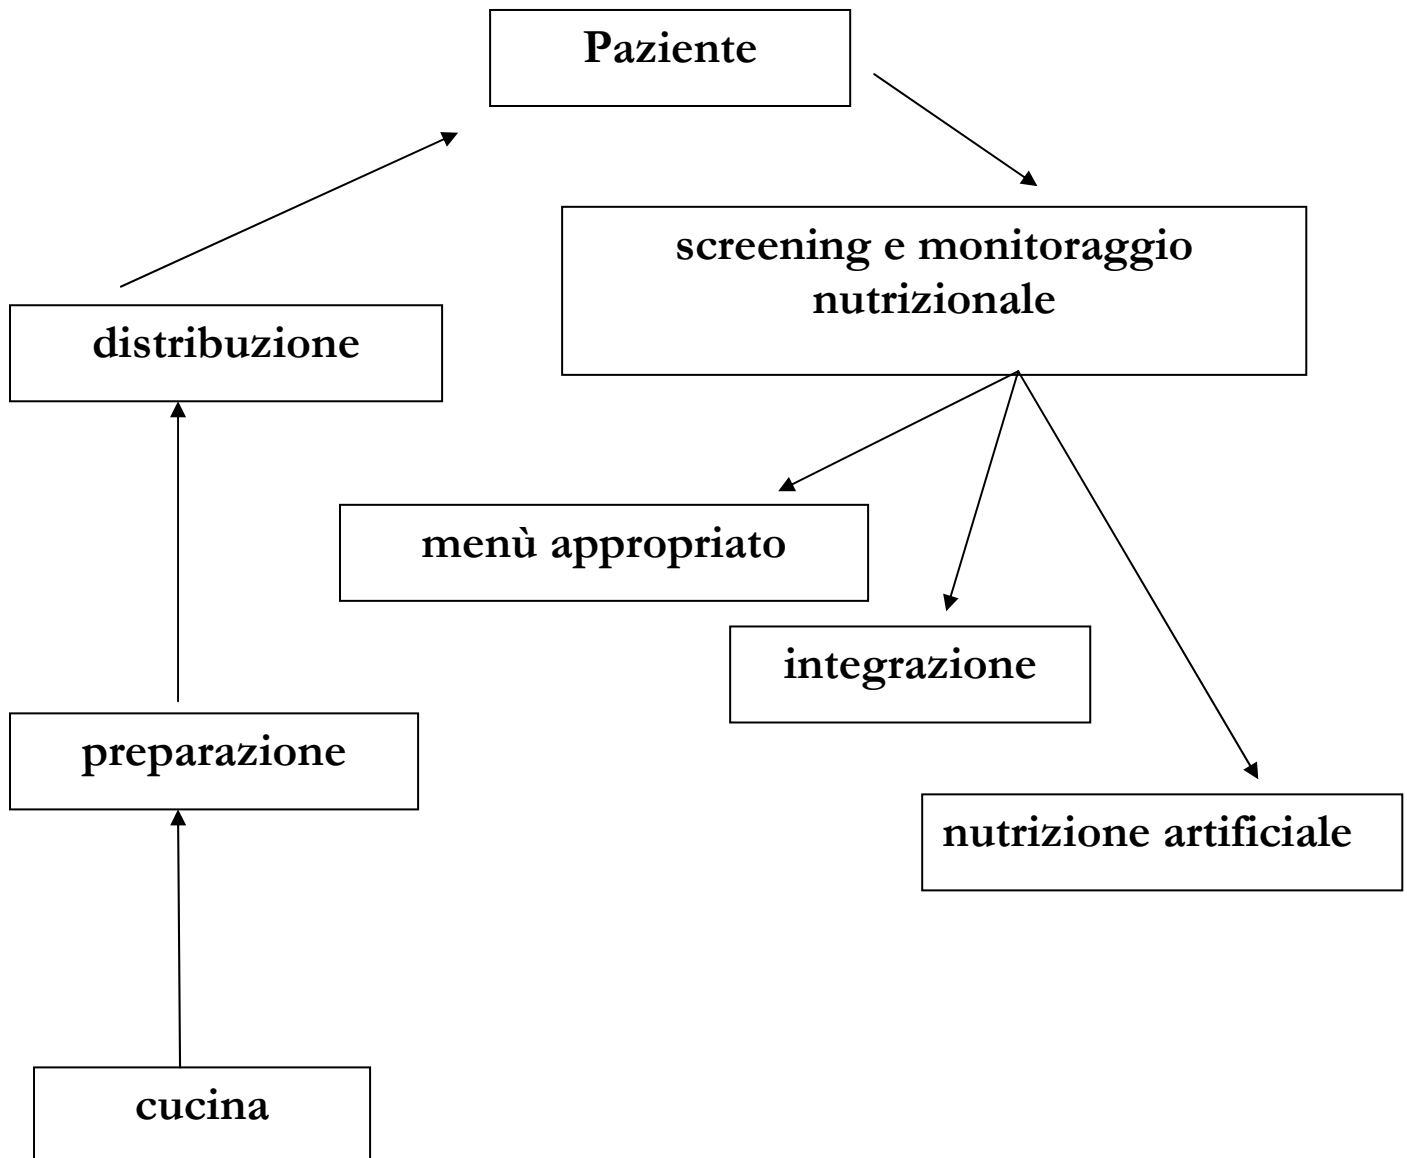 Paziente
screening e monitoraggio
nutrizionale
distribuzione
menù appropriato
integrazione
preparazione
nutrizione artificiale
cucina